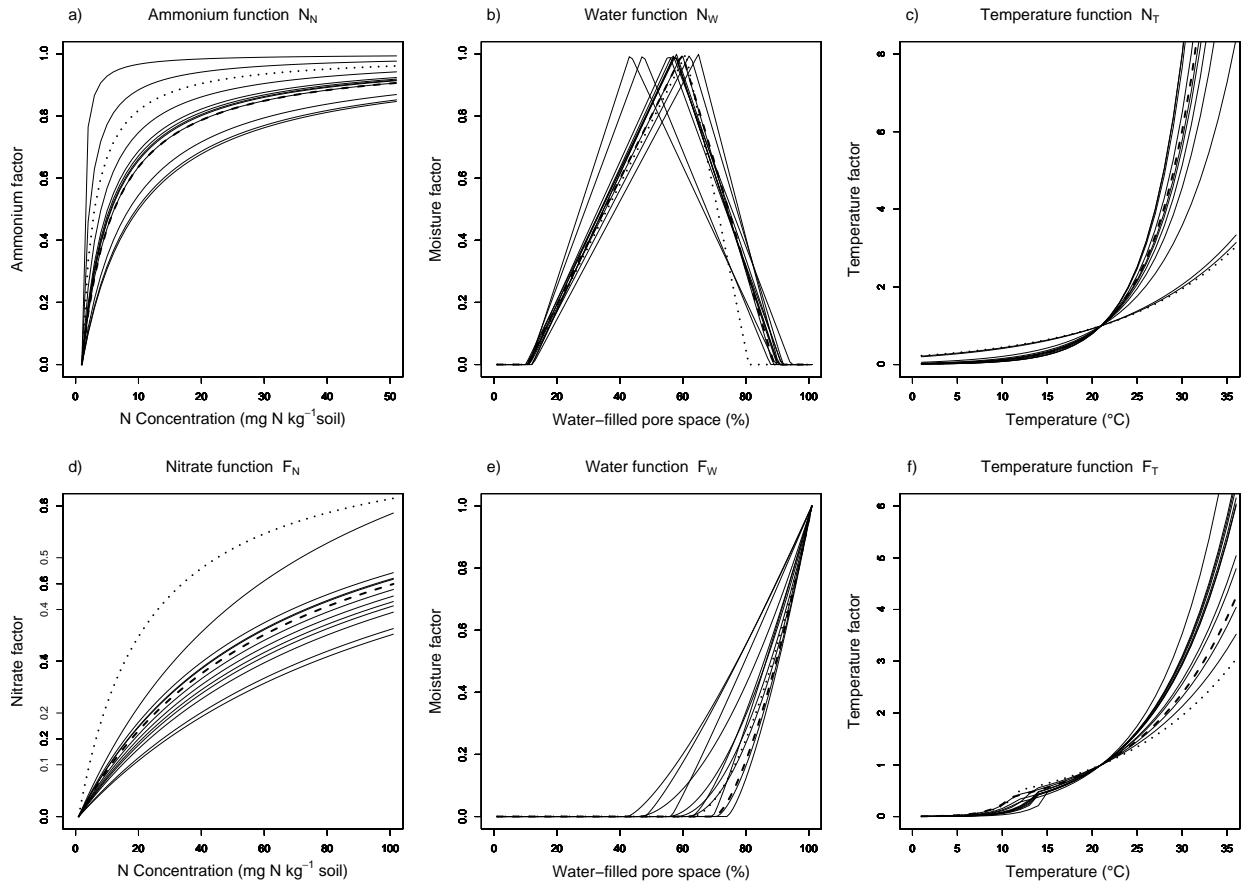 a) Ammonium function N_N
Ammonium factor
1.0
0.8
0.6
0.4
0.2
0.0
0 10 20 30 40 50
N Concentration (mg N kg⁻¹soil)
b) Water function N_W
Moisture factor
1.0
0.8
0.6
0.4
0.2
0.0
0 20 40 60 80 100
Water−filled pore space (%)
c) Temperature function N_T
Temperature factor
8
6
4
2
0
0 5 10 15 20 25 30 35
Temperature (°C)
d) Nitrate function F_N
Nitrate factor
0.5
0.6
0.4
0.4
0.2
0.2
0.1
0.0
0 20 40 60 80 100
N Concentration (mg N kg⁻¹ soil)
e) Water function F_W
Moisture factor
1.0
0.8
0.6
0.4
0.2
0.0
0 20 40 60 80 100
Water−filled pore space (%)
f) Temperature function F_T
Temperature factor
6
5
4
3
2
1
0
0 5 10 15 20 25 30 35
Temperature (°C)